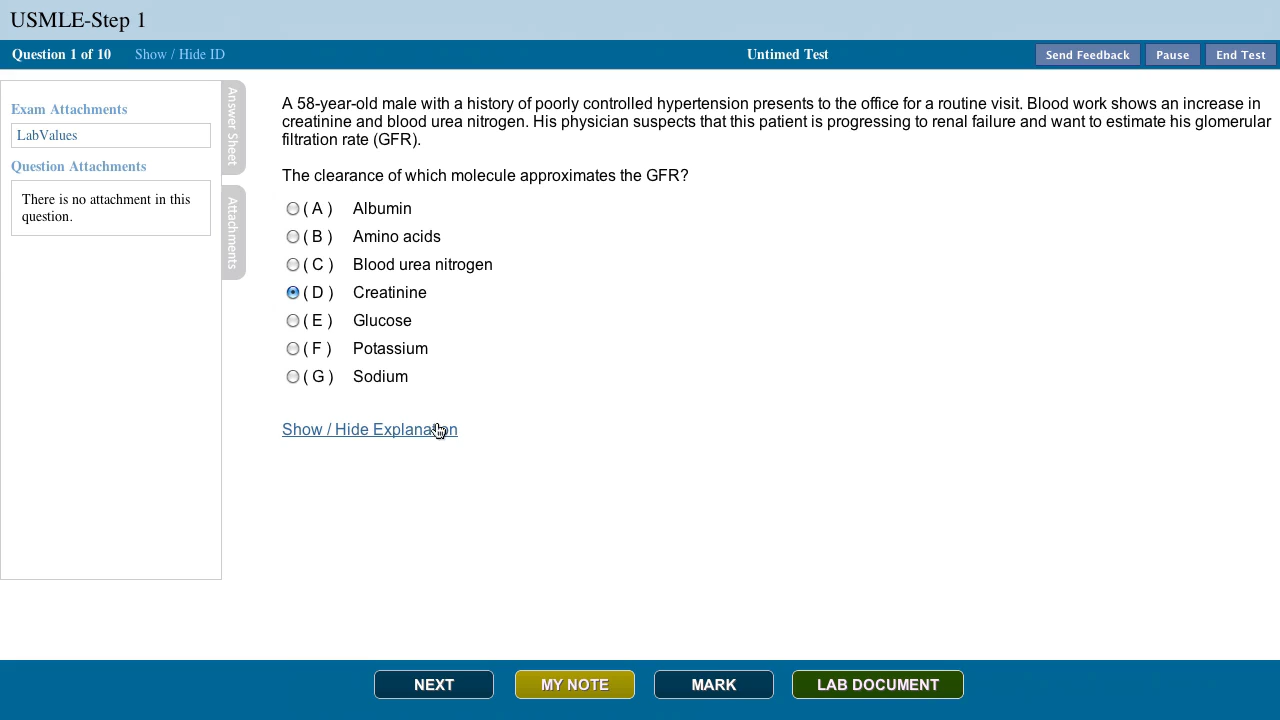 USMLE-Step 1
Question 1 of 10
Show / Hide ID
Untimed Test
Send Feedback
Pause
End Test
Exam Attachments
LabValues
Question Attachments
There is no attachment in this
question.
Answer Sheet
Attachments
A 58-year-old male with a history of poorly controlled hypertension presents to the office for a routine visit. Blood work shows an increase in
creatinine and blood urea nitrogen. His physician suspects that this patient is progressing to renal failure and want to estimate his glomerular
filtration rate (GFR).
The clearance of which molecule approximates the GFR?
( A ) Albumin
( B ) Amino acids
( C ) Blood urea nitrogen
( D ) Creatinine
( E ) Glucose
( F ) Potassium
( G ) Sodium
Show / Hide Explanation
NEXT
MY NOTE
MARK
LAB DOCUMENT